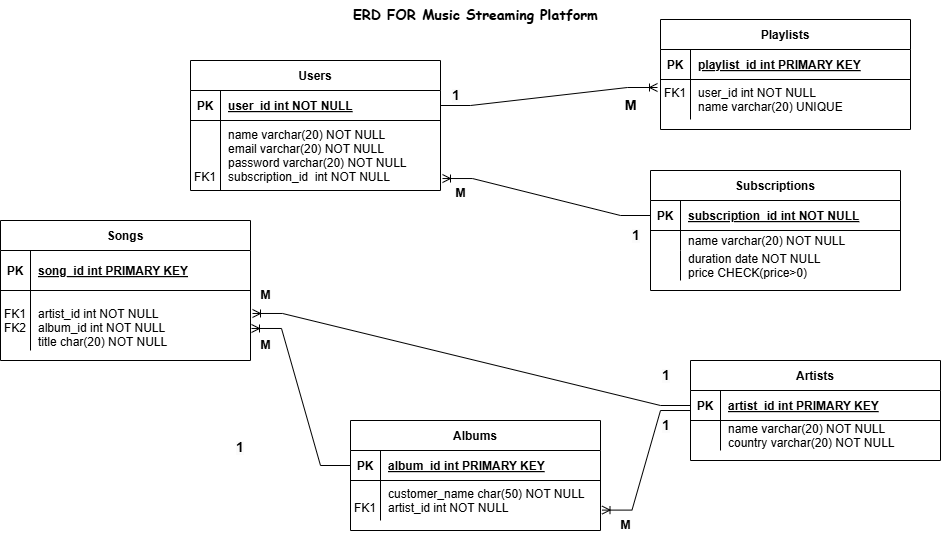 ERD FOR Music Streaming Platform
Playlists
PK playlist_id int PRIMARY KEY
FK1 user_id int NOT NULL
name varchar(20) UNIQUE
Users
PK user_id int NOT NULL
name varchar(20) NOT NULL
email varchar(20) NOT NULL
password varchar(20) NOT NULL
FK1 subscription_id int NOT NULL
1
M
M
1
Subscriptions
PK subscription_id int NOT NULL
name varchar(20) NOT NULL
duration date NOT NULL
price CHECK(price>0)
Songs
PK song_id int PRIMARY KEY
FK1 artist_id int NOT NULL
FK2 album_id int NOT NULL
title char(20) NOT NULL
M
M
1
1
1
M
Artists
PK artist_id int PRIMARY KEY
name varchar(20) NOT NULL
country varchar(20) NOT NULL
Albums
PK album_id int PRIMARY KEY
customer_name char(50) NOT NULL
FK1 artist_id int NOT NULL